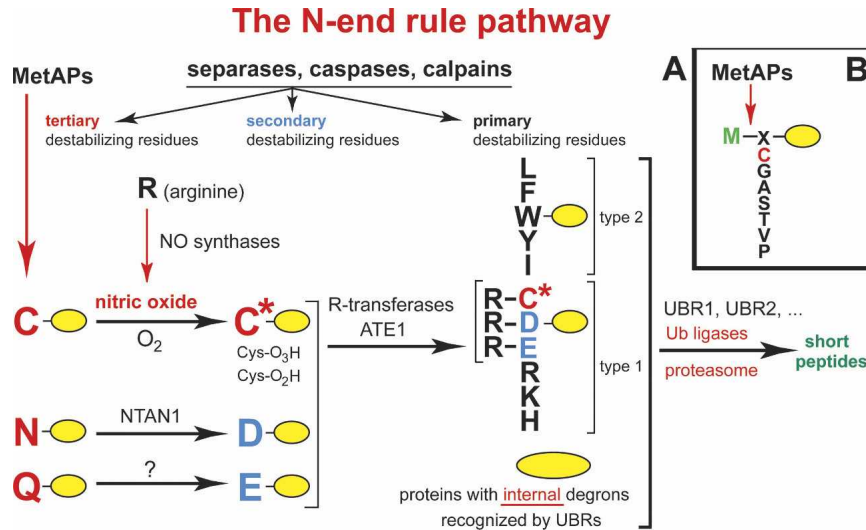 The N-end rule pathway
MetAPs
separases, caspases, calpains
A
B
MetAPs
tertiary
destabilizing residues
secondary
destabilizing residues
primary
destabilizing residues
M
X
C
G
A
S
T
V
P
R (arginine)
NO synthases
L
F
W
Y
I
type 2
C
nitric oxide
O2
C*
Cys-O3H
Cys-O2H
R-transferases
ATE1
R-C*
R-D
R-E
R
K
H
type 1
UBR1, UBR2, ...
Ub ligases
proteasome
short
peptides
N
NTAN1
D
Q
?
E
proteins with internal degrons
recognized by UBRs